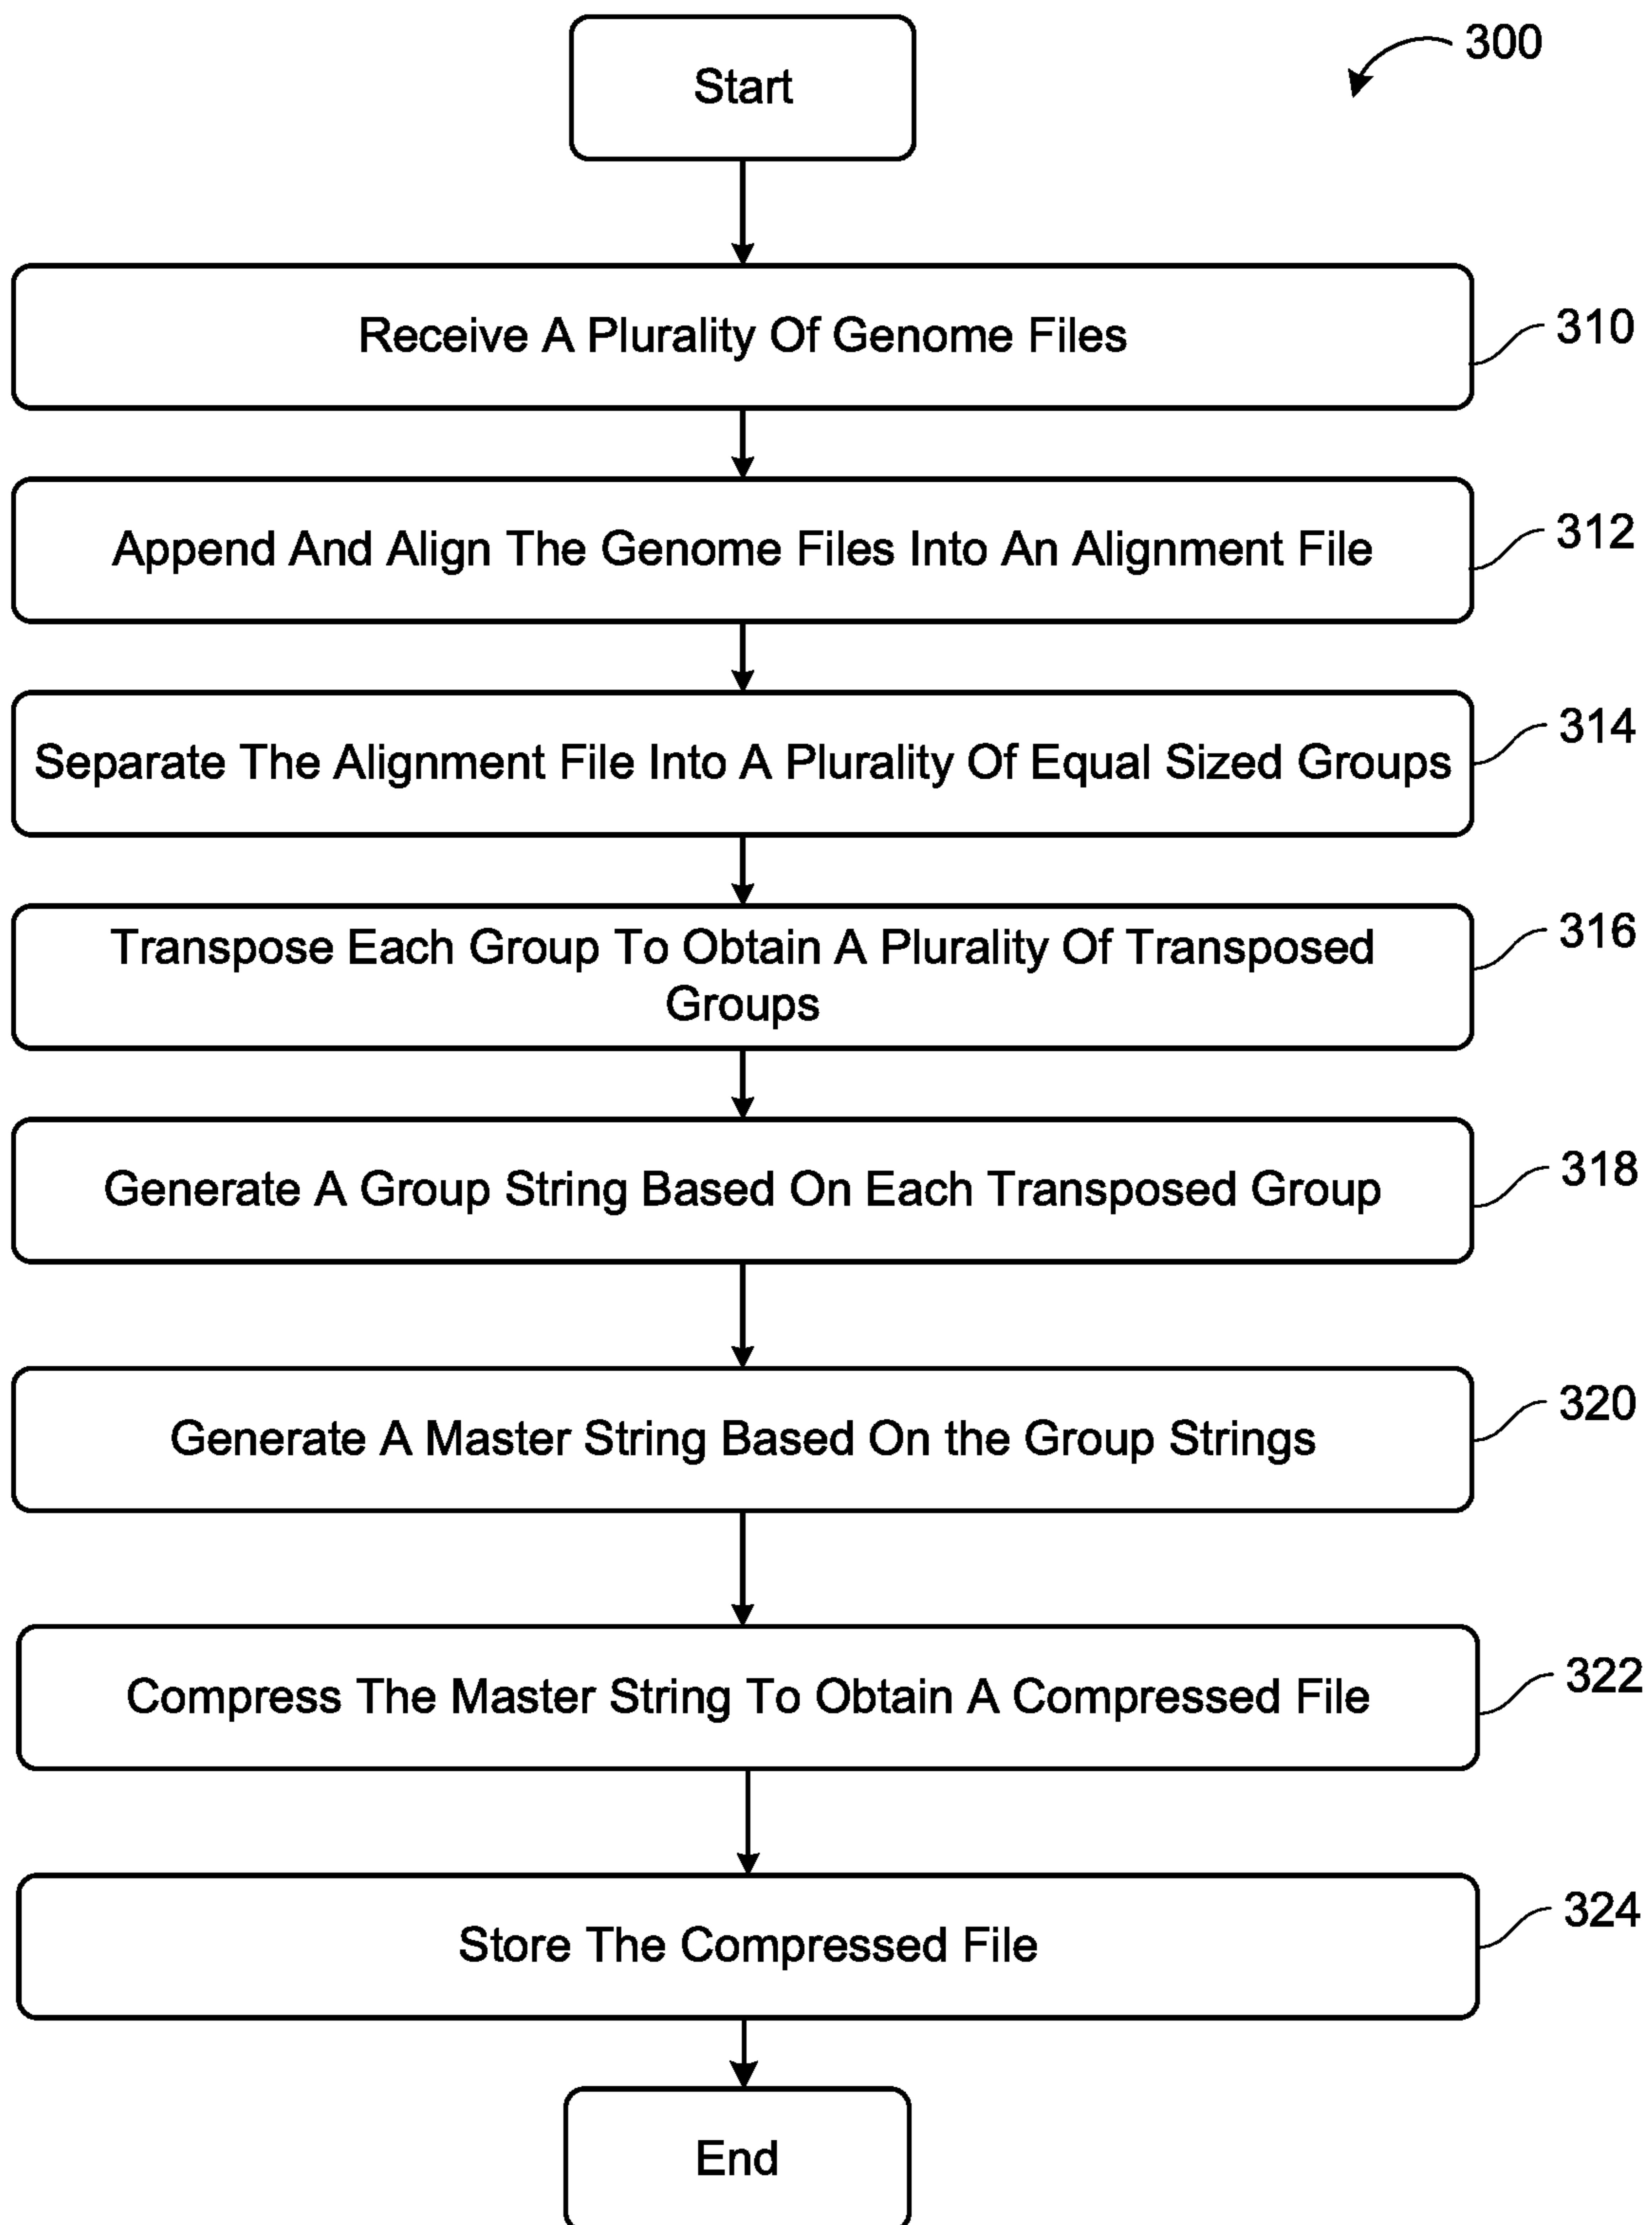 Start
300
Receive A Plurality Of Genome Files
310
Append And Align The Genome Files Into An Alignment File
312
Separate The Alignment File Into A Plurality Of Equal Sized Groups
314
Transpose Each Group To Obtain A Plurality Of Transposed
Groups
316
Generate A Group String Based On Each Transposed Group
318
Generate A Master String Based On the Group Strings
320
Compress The Master String To Obtain A Compressed File
322
Store The Compressed File
324
End